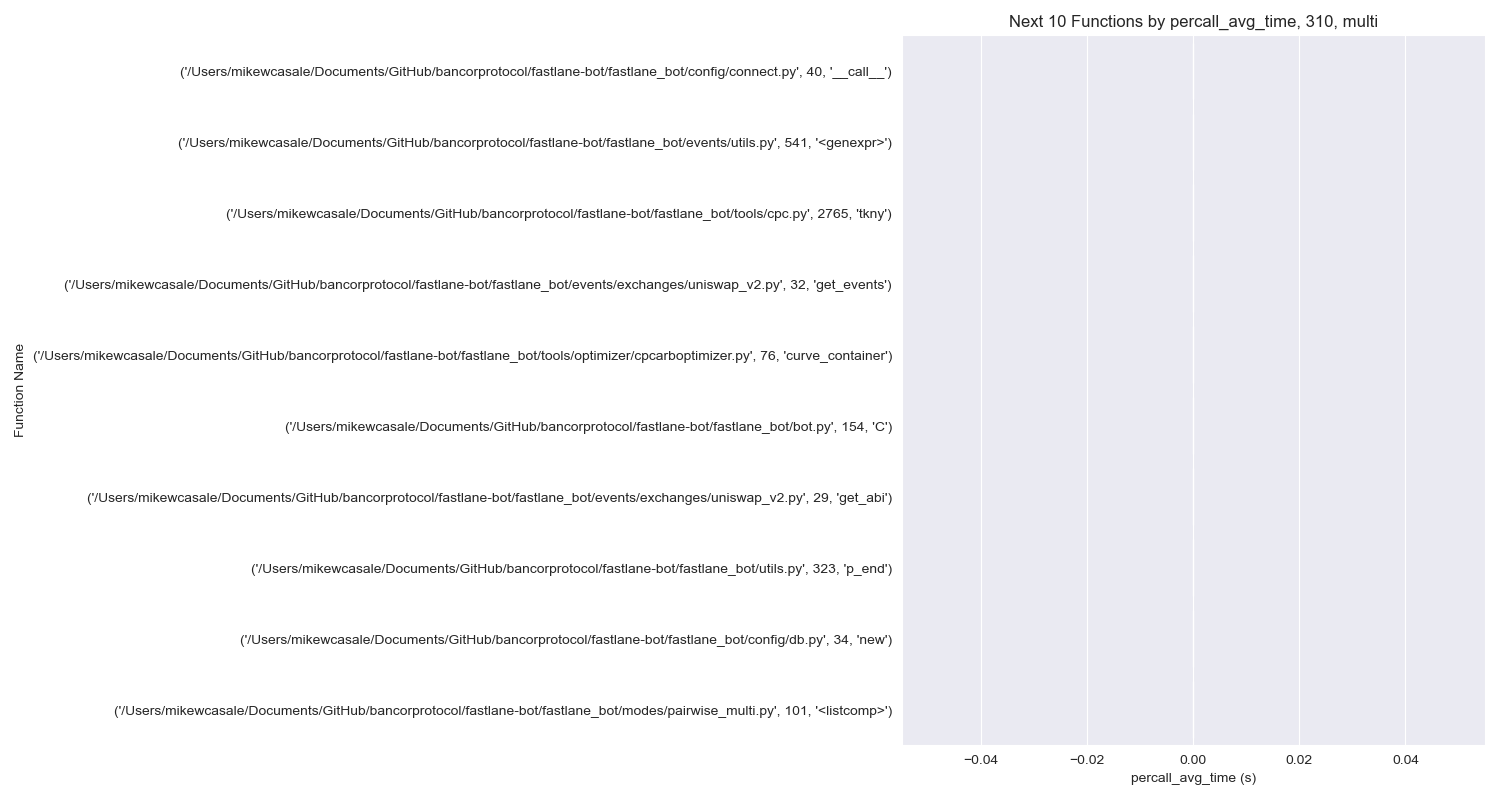 Next 10 Functions by percall_avg_time, 310, multi
('/Users/mikewcasale/Documents/GitHub/bancorprotocol/fastlane-bot/fastlane_bot/config/connect.py', 40, '__call__')
('/Users/mikewcasale/Documents/GitHub/bancorprotocol/fastlane-bot/fastlane_bot/events/utils.py', 541, '<genexpr>')
('/Users/mikewcasale/Documents/GitHub/bancorprotocol/fastlane-bot/fastlane_bot/tools/cpc.py', 2765, 'tkny')
('/Users/mikewcasale/Documents/GitHub/bancorprotocol/fastlane-bot/fastlane_bot/events/exchanges/uniswap_v2.py', 32, 'get_events')
('/Users/mikewcasale/Documents/GitHub/bancorprotocol/fastlane-bot/fastlane_bot/tools/optimizer/cpcarboptimizer.py', 76, 'curve_container')
('/Users/mikewcasale/Documents/GitHub/bancorprotocol/fastlane-bot/fastlane_bot/bot.py', 154, 'C')
('/Users/mikewcasale/Documents/GitHub/bancorprotocol/fastlane-bot/fastlane_bot/events/exchanges/uniswap_v2.py', 29, 'get_abi')
('/Users/mikewcasale/Documents/GitHub/bancorprotocol/fastlane-bot/fastlane_bot/utils.py', 323, 'p_end')
('/Users/mikewcasale/Documents/GitHub/bancorprotocol/fastlane-bot/fastlane_bot/config/db.py', 34, 'new')
('/Users/mikewcasale/Documents/GitHub/bancorprotocol/fastlane-bot/fastlane_bot/modes/pairwise_multi.py', 101, '<listcomp>')
Function Name
−0.04 −0.02 0.00 0.02 0.04
percall_avg_time (s)